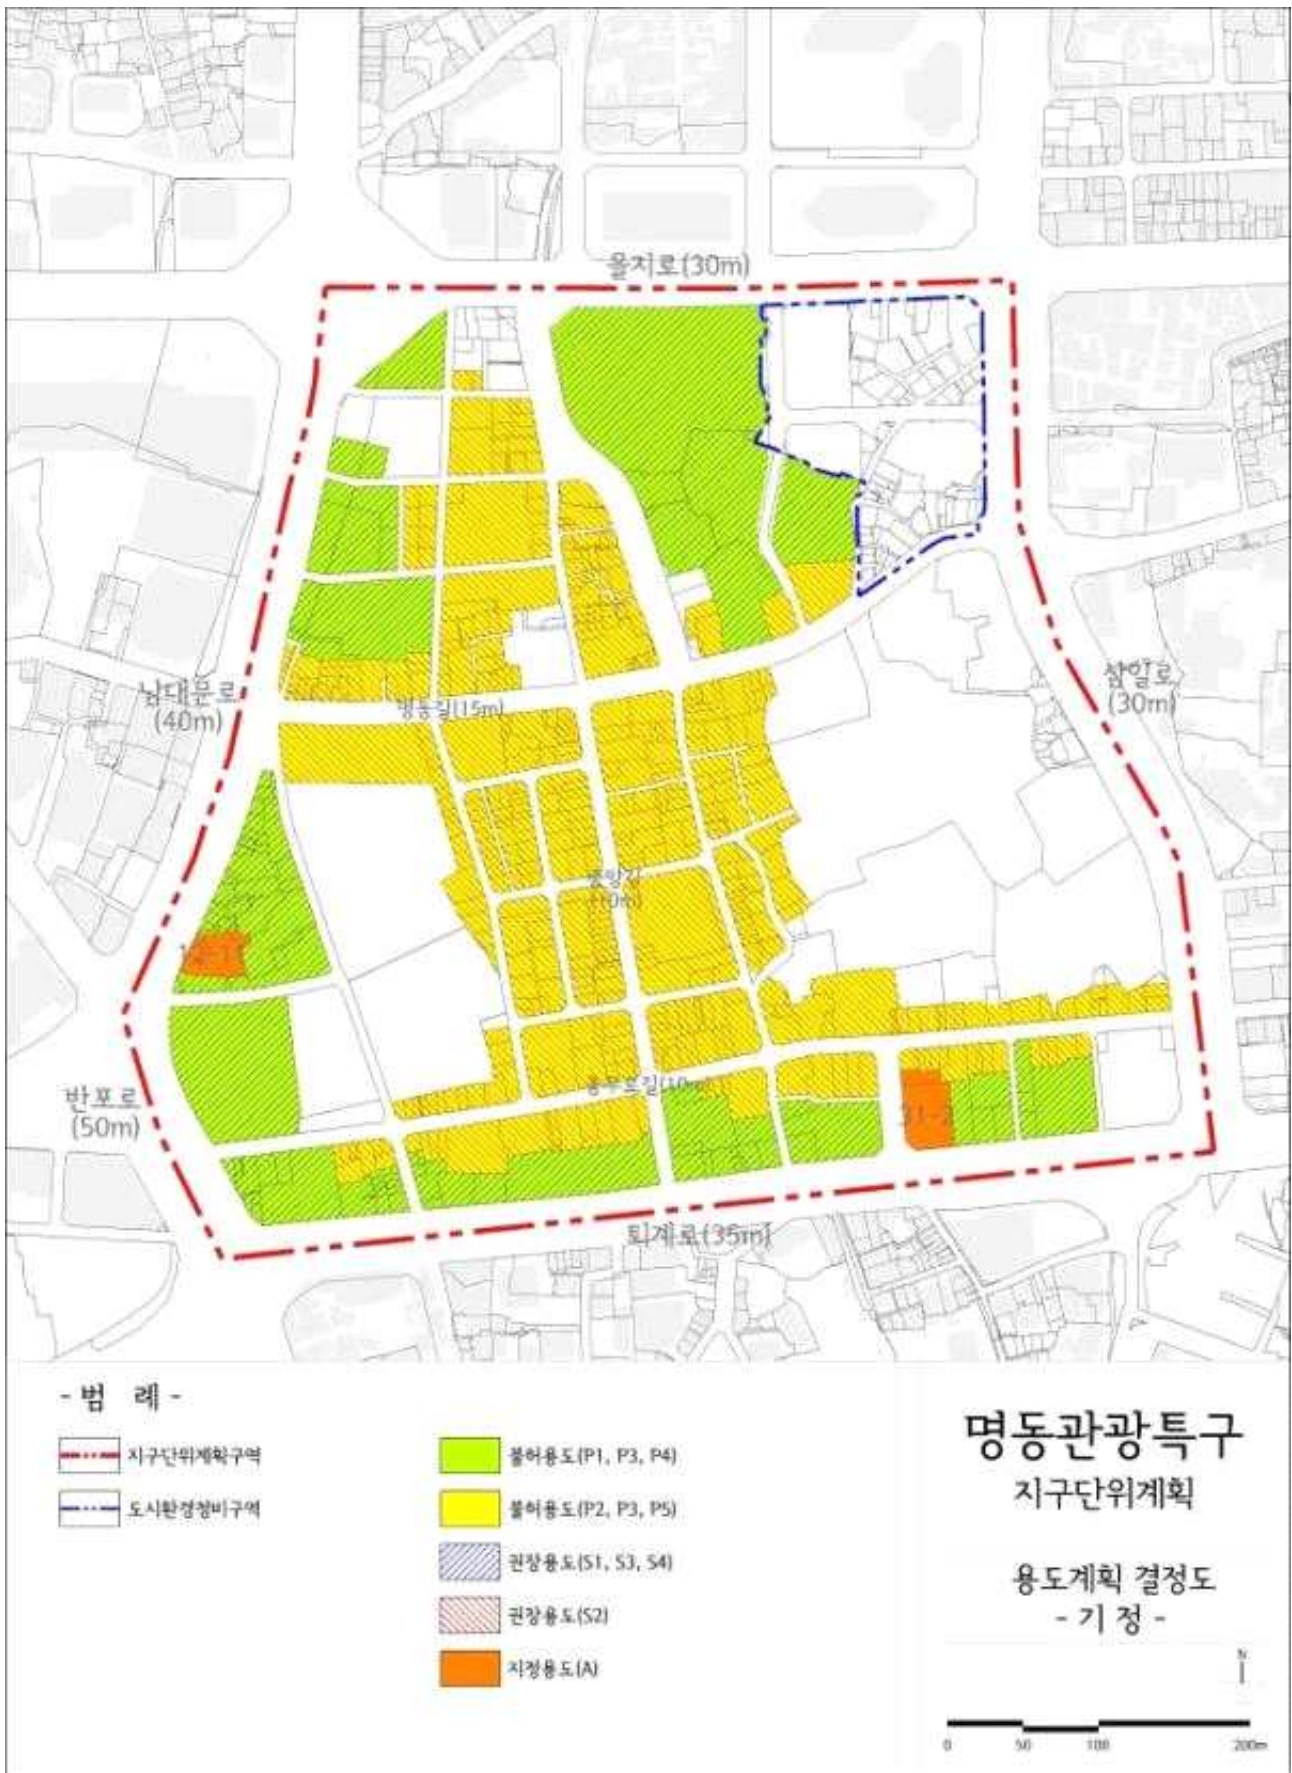 을지로(30m)
남대문로
(40m)
삼일로
(30m)
명동길(15m)
중앙길
(10m)
충무로길(10m)
31-2
반포로
(50m)
퇴계로(35m)
- 범 례 -
지구단위계획구역
도시환경정비구역
불허용도(P1, P3, P4)
불허용도(P2, P3, P5)
권장용도(S1, S3, S4)
권장용도(S2)
지정용도(A)
명동관광특구
지구단위계획
용도계획 결정도
- 기 정 -
N
0 50 100 200m